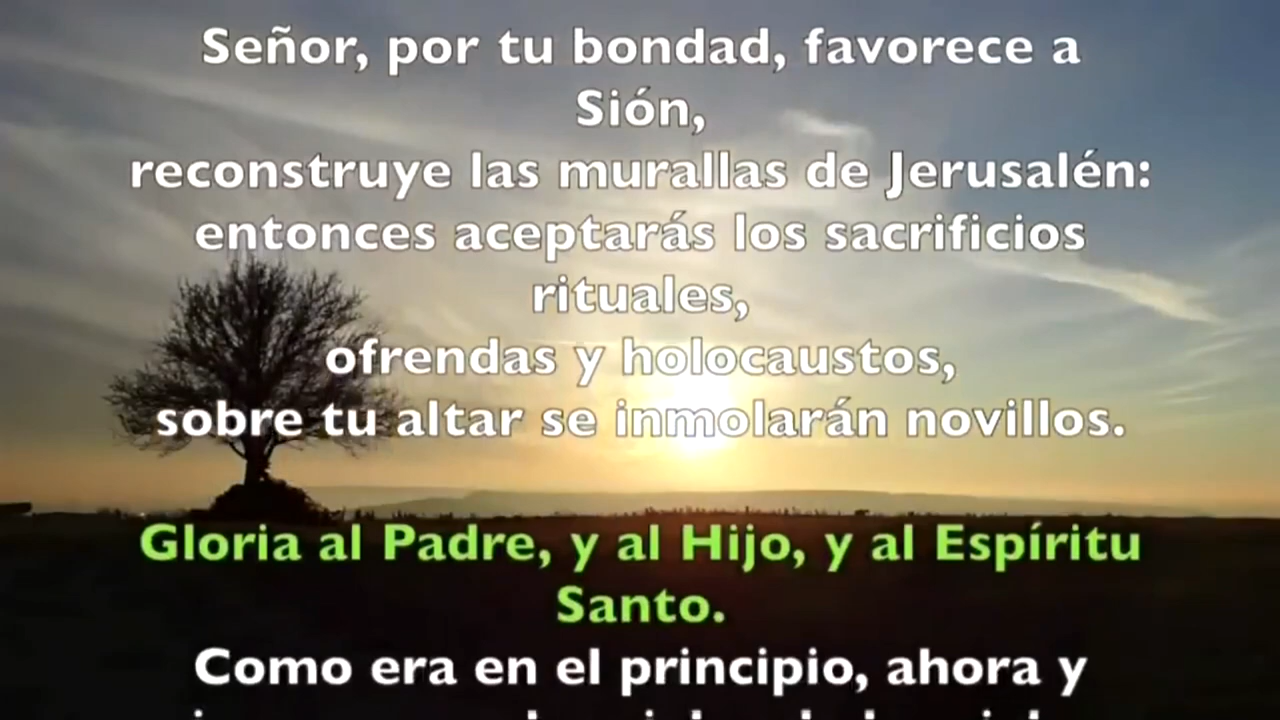 Señor, por tu bondad, favorece a
Sión,
reconstruye las murallas de Jerusalén:
entonces aceptarás los sacrificios
rituales,
ofrendas y holocaustos,
sobre tu altar se inmolarán novillos.
Gloria al Padre, y al Hijo, y al Espíritu
Santo.
Como era en el principio, ahora y